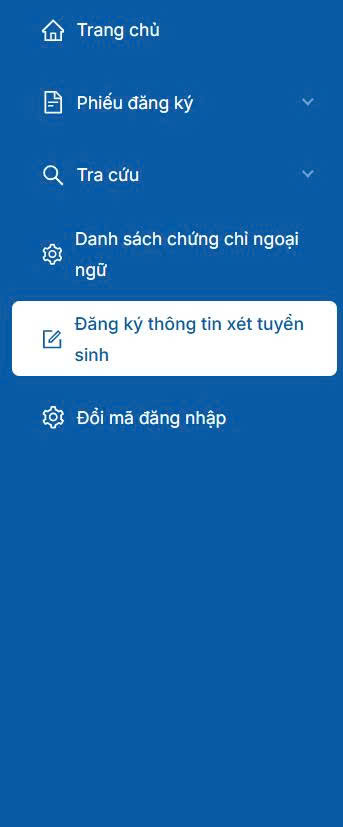 Trang chủ
Phiếu đăng ký
Tra cứu
Danh sách chứng chỉ ngoại
ngữ
Đăng ký thông tin xét tuyển
sinh
Đổi mã đăng nhập